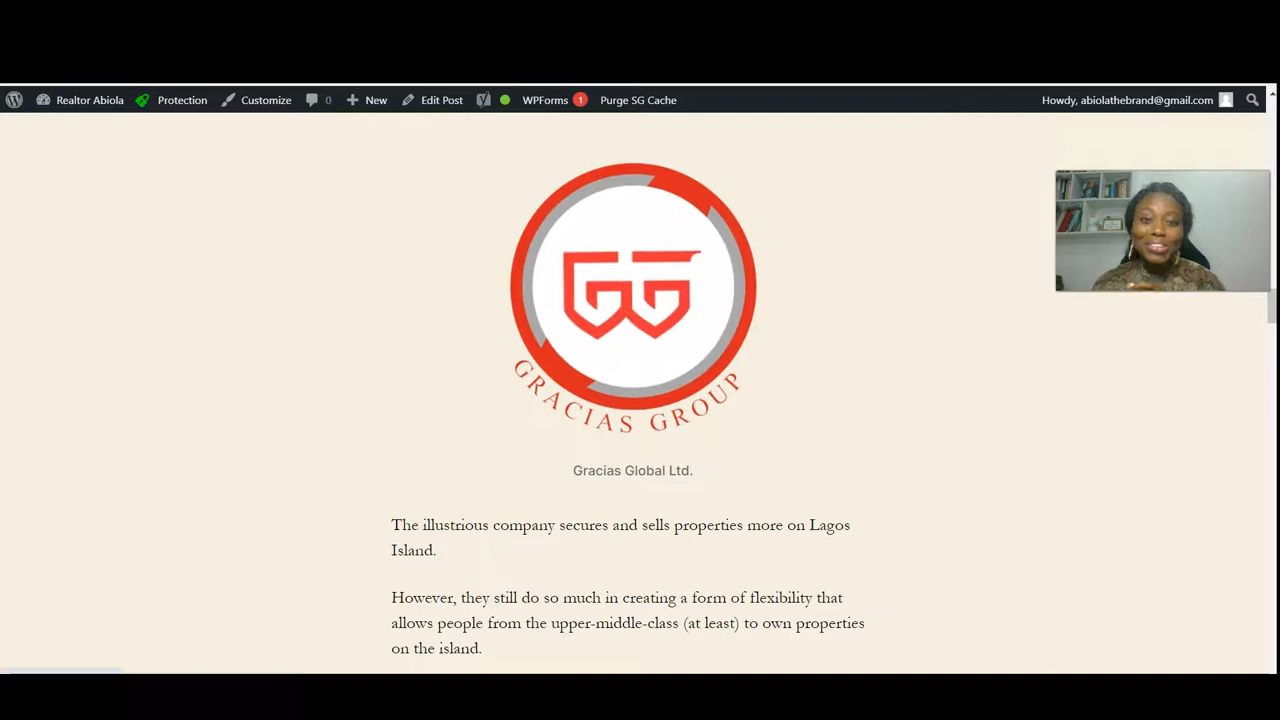 Realtor Abiola Protection Customize 0 New Edit Post WPForms 1 Purge SG Cache Howdy, abiolathebrand@gmail.com
GG
GRACIAS GROUP
Gracias Global Ltd.
The illustrious company secures and sells properties more on Lagos
Island.
However, they still do so much in creating a form of flexibility that
allows people from the upper-middle-class (at least) to own properties
on the island.